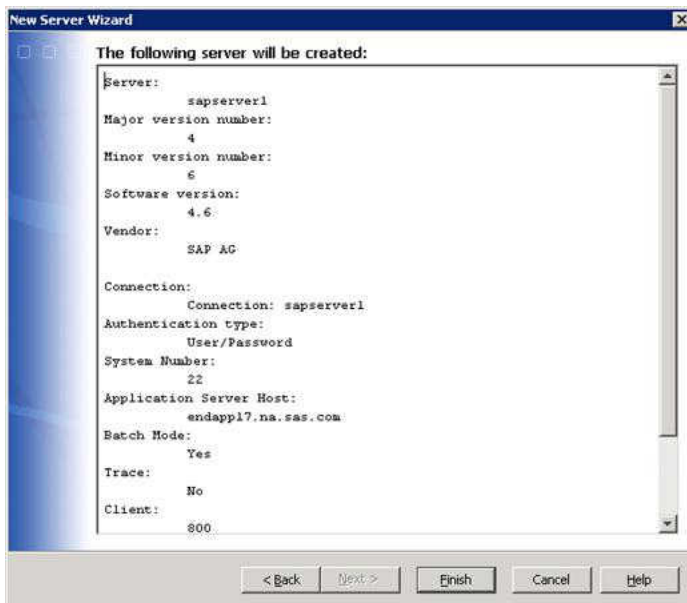 New Server Wizard
The following server will be created:
Server:
sapserver1
Major version number:
4
Minor version number:
6
Software version:
4.6
Vendor:
SAP AG
Connection:
Connection: sapserver1
Authentication type:
User/Password
System Number:
22
Application Server Host:
endappl7.na.sas.com
Batch Mode:
Yes
Trace:
No
Client:
800
< Back
Next >
Finish
Cancel
Help